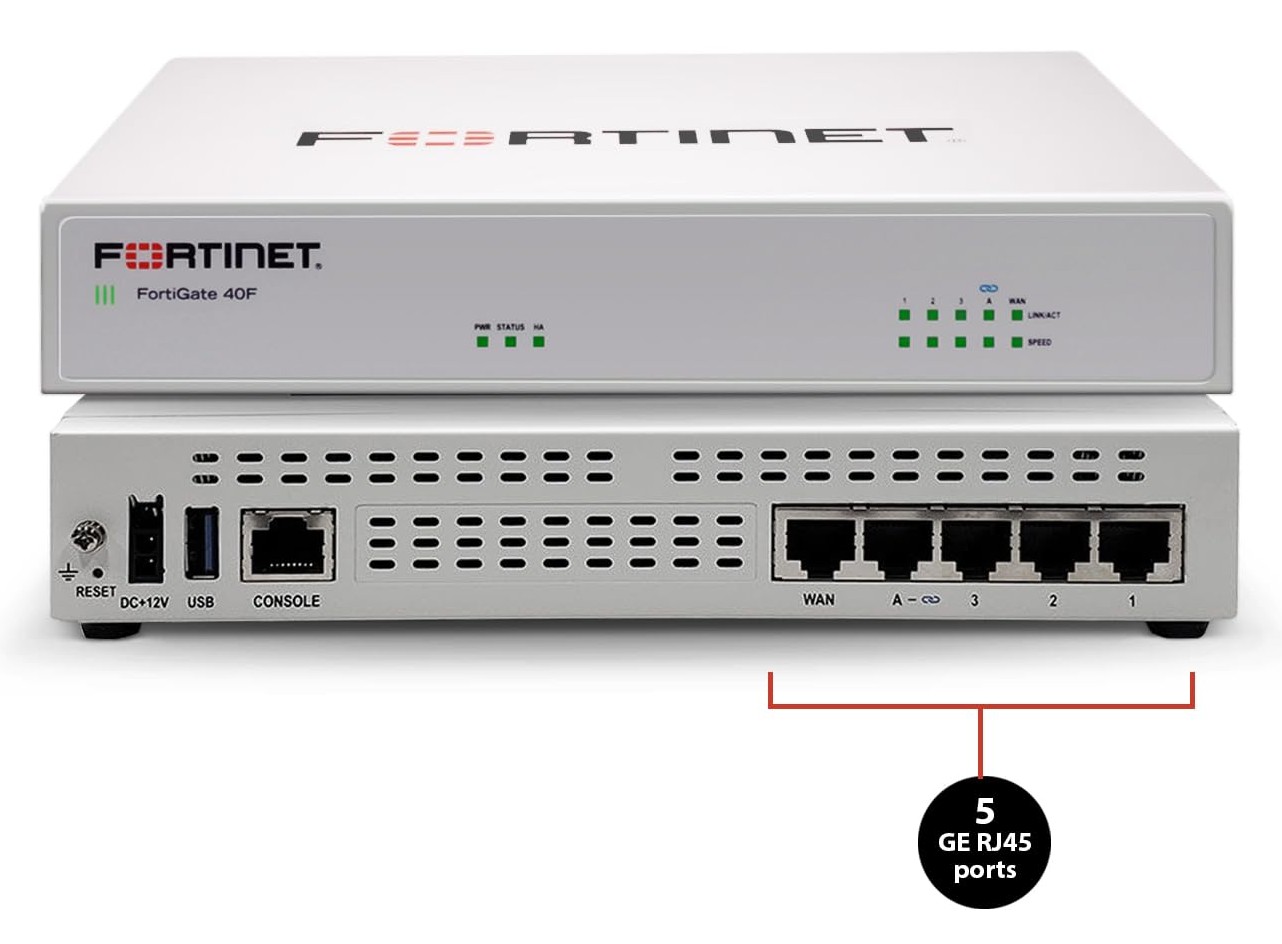 FORTINET
FORTINET
FortiGate 40F
1 2 3 A WAN
LINK/ACT
PWR STATUS HA
SPEED
RESET DC+12V USB CONSOLE WAN A – 3 2 1
5
GE RJ45
ports